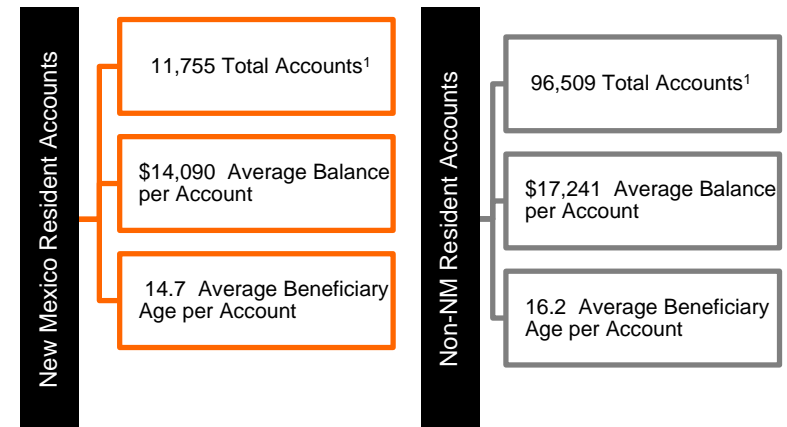 New Mexico Resident Accounts
11,755 Total Accounts¹
$14,090 Average Balance
per Account
14.7 Average Beneficiary
Age per Account
Non-NM Resident Accounts
96,509 Total Accounts¹
$17,241 Average Balance
per Account
16.2 Average Beneficiary
Age per Account